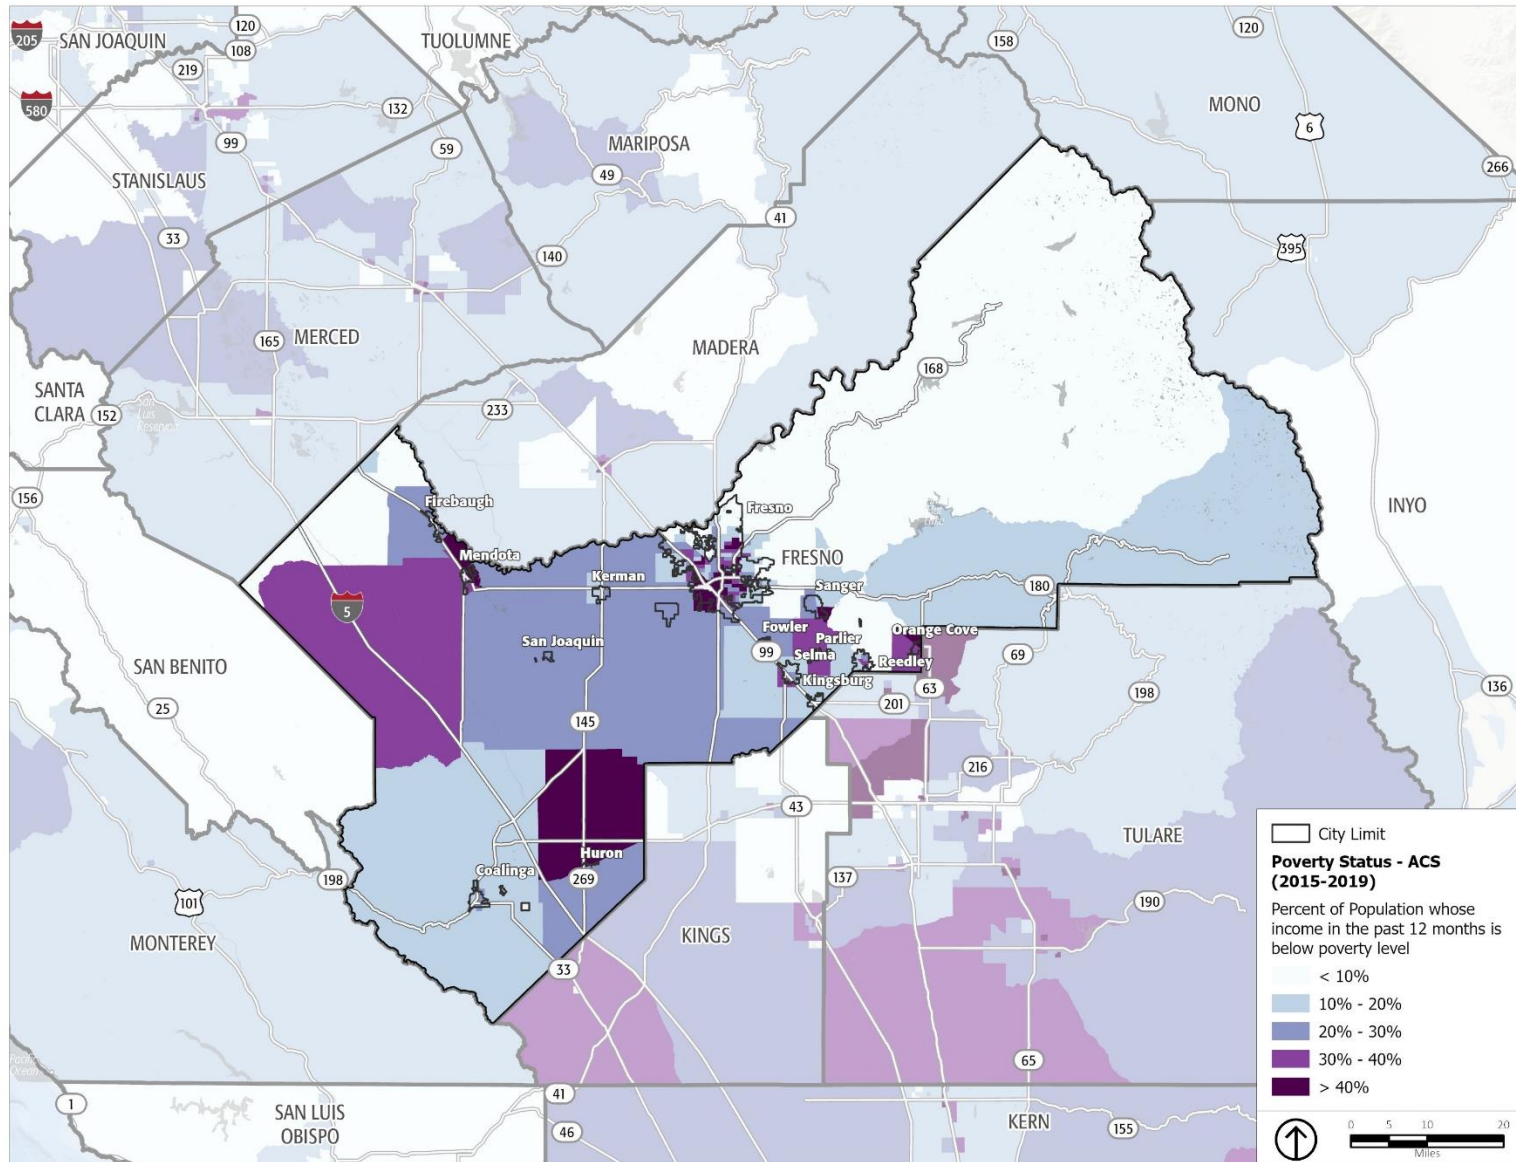 205
SAN JOAQUIN
120
108
TUOLUMNE
158
120
219
580
132
MONO
6
99
59
MARIPOSA
266
STANISLAUS
49
33
41
395
140
165
MERCED
MADERA
168
SANTA
CLARA
152
San
Luis
Reservoir
233
156
Firebaugh
Fresno
INYO
Mendota
FRESNO
Kerman
Sanger
180
5
Fowler
Orange Cove
San Joaquin
Parlier
99
Selma
69
SAN BENITO
Reedley
Kingsburg
63
198
136
25
201
145
216
43
TULARE
Huron
Coalinga
198
269
137
101
190
MONTEREY
KINGS
33
65
Pacific
Ocean
41
1
SAN LUIS
OBISPO
46
KERN
155
City Limit
Poverty Status - ACS
(2015-2019)
Percent of Population whose
income in the past 12 months is
below poverty level
< 10%
10% - 20%
20% - 30%
30% - 40%
> 40%
0 5 10 20
Miles